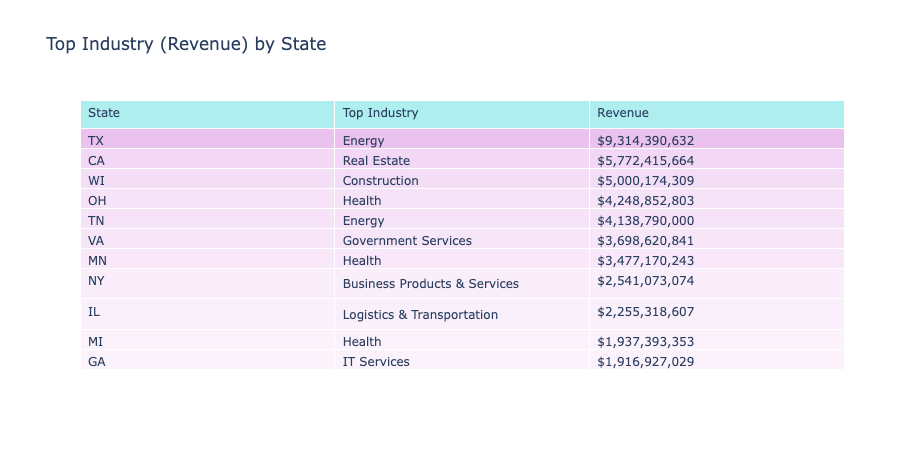 Top Industry (Revenue) by State
State Top Industry Revenue
TX Energy $9,314,390,632
CA Real Estate $5,772,415,664
WI Construction $5,000,174,309
OH Health $4,248,852,803
TN Energy $4,138,790,000
VA Government Services $3,698,620,841
MN Health $3,477,170,243
NY Business Products & Services $2,541,073,074
IL Logistics & Transportation $2,255,318,607
MI Health $1,937,393,353
GA IT Services $1,916,927,029